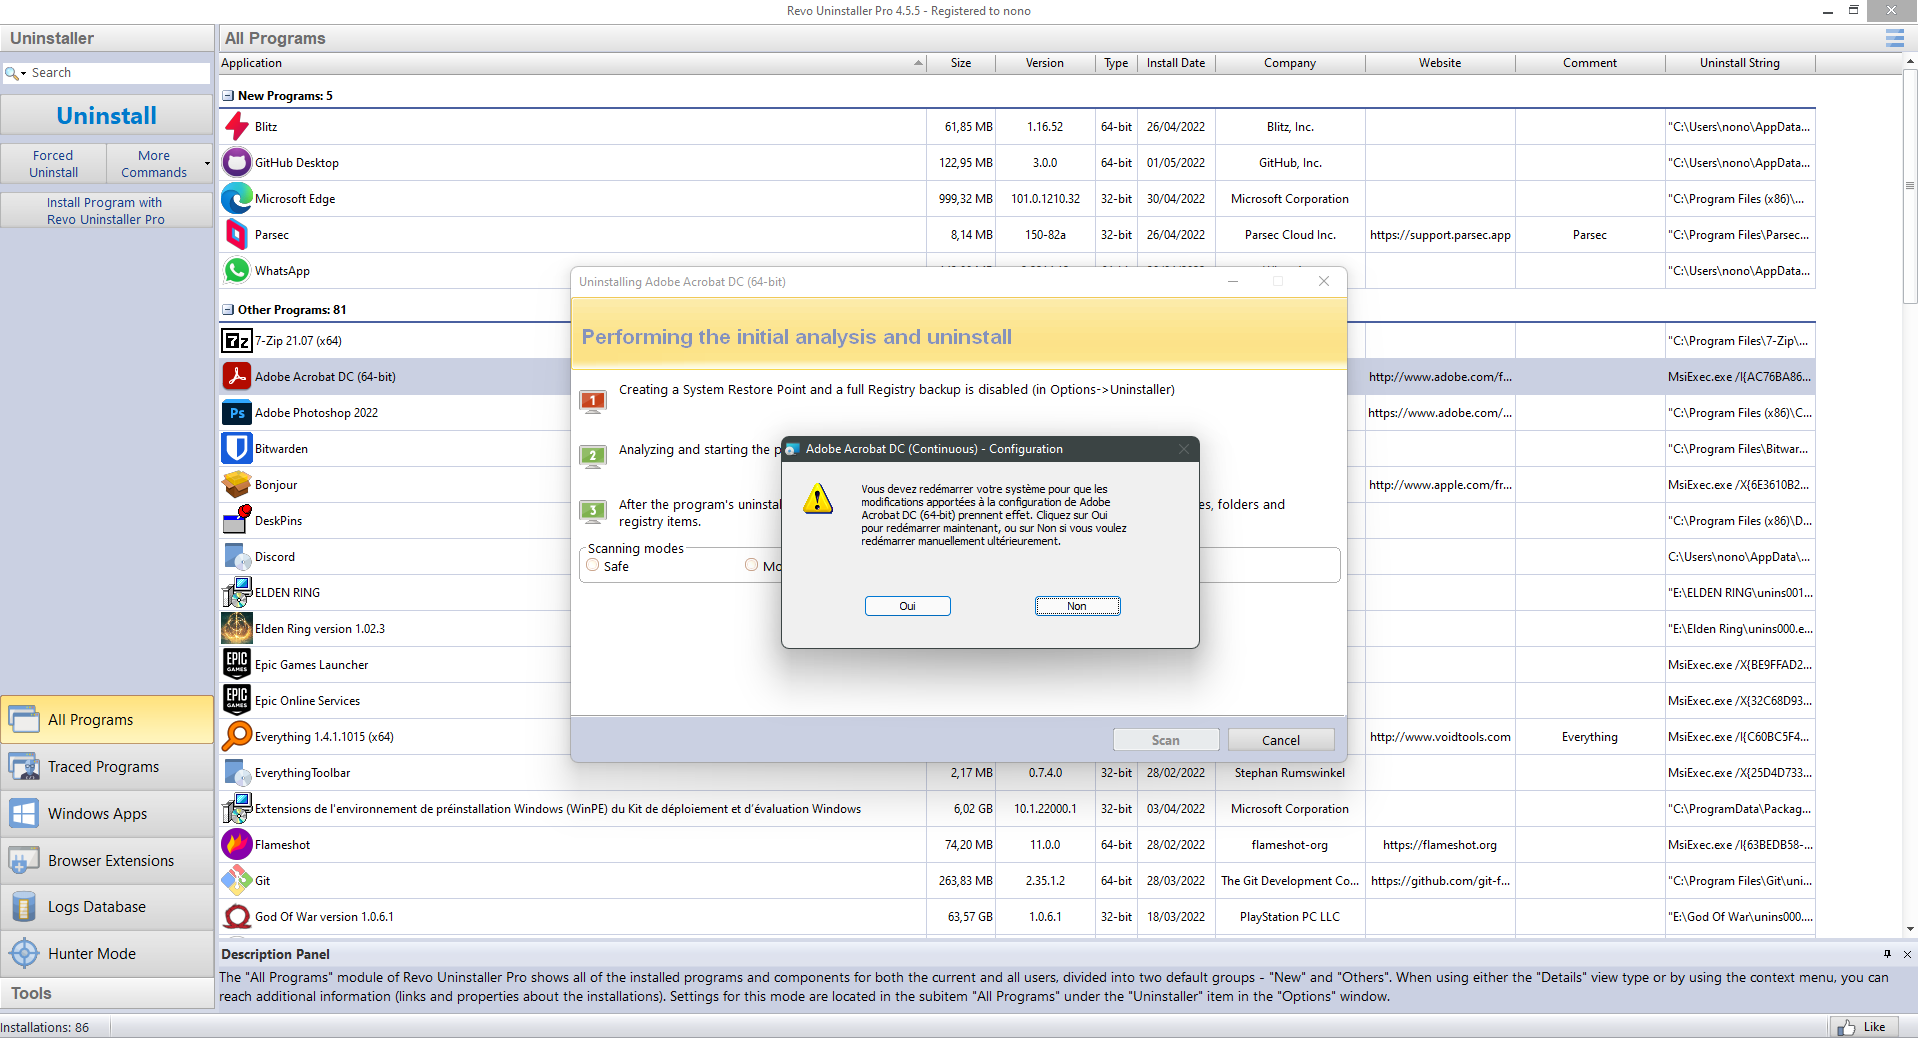 Revo Uninstaller Pro 4.5.5 - Registered to nono
Uninstaller
Search
Uninstall
Forced Uninstall
More Commands
Install Program with
Revo Uninstaller Pro
All Programs
Traced Programs
Windows Apps
Browser Extensions
Logs Database
Hunter Mode
Tools
All Programs
Application Size Version Type Install Date Company Website Comment Uninstall String
New Programs: 5
Blitz 61,85 MB 1.16.52 64-bit 26/04/2022 Blitz, Inc. "C:\Users\nono\AppData...
GitHub Desktop 122,95 MB 3.0.0 64-bit 01/05/2022 GitHub, Inc. "C:\Users\nono\AppData...
Microsoft Edge 999,32 MB 101.0.1210.32 32-bit 30/04/2022 Microsoft Corporation "C:\Program Files (x86)\...
Parsec 8,14 MB 150-82a 32-bit 26/04/2022 Parsec Cloud Inc. https://support.parsec.app Parsec "C:\Program Files\Parsec...
WhatsApp "C:\Users\nono\AppData...
Other Programs: 81
7-Zip 21.07 (x64) "C:\Program Files\7-Zip\...
Adobe Acrobat DC (64-bit) http://www.adobe.com/f... MsiExec.exe /I{AC76BA86...
Ps Adobe Photoshop 2022 https://www.adobe.com/... "C:\Program Files (x86)\C...
Bitwarden "C:\Program Files\Bitwar...
Bonjour http://www.apple.com/fr... MsiExec.exe /X{6E3610B2...
DeskPins "C:\Program Files (x86)\D...
Discord C:\Users\nono\AppData\...
ELDEN RING "E:\ELDEN RING\unins001...
Elden Ring version 1.02.3 "E:\Elden Ring\unins000.e...
EPIC GAMES Epic Games Launcher MsiExec.exe /X{BE9FFAD2...
EPIC GAMES Epic Online Services MsiExec.exe /X{32C68D93...
Everything 1.4.1.1015 (x64) http://www.voidtools.com Everything MsiExec.exe /I{C60BC5F4...
EverythingToolbar 2,17 MB 0.7.4.0 32-bit 28/02/2022 Stephan Rumswinkel MsiExec.exe /X{25D4D733...
Extensions de l'environnement de préinstallation Windows (WinPE) du Kit de déploiement et d'évaluation Windows 6,02 GB 10.1.22000.1 32-bit 03/04/2022 Microsoft Corporation "C:\ProgramData\Packag...
Flameshot 74,20 MB 11.0.0 64-bit 28/02/2022 flameshot-org https://flameshot.org MsiExec.exe /I{63BEDB58-...
Git 263,83 MB 2.35.1.2 64-bit 28/03/2022 The Git Development Co... https://github.com/git-f... "C:\Program Files\Git\uni...
God Of War version 1.0.6.1 63,57 GB 1.0.6.1 32-bit 18/03/2022 PlayStation PC LLC "E:\God Of War\unins000....
Uninstalling Adobe Acrobat DC (64-bit)
Performing the initial analysis and uninstall
1 Creating a System Restore Point and a full Registry backup is disabled (in Options->Uninstaller)
2 Analyzing and starting the p
3 After the program's uninstal s, folders and
registry items.
Scanning modes
Safe Mo
Scan Cancel
Adobe Acrobat DC (Continuous) - Configuration
Vous devez redémarrer votre système pour que les
modifications apportées à la configuration de Adobe
Acrobat DC (64-bit) prennent effet. Cliquez sur Oui
pour redémarrer maintenant, ou sur Non si vous voulez
redémarrer manuellement ultérieurement.
Oui Non
Description Panel
The "All Programs" module of Revo Uninstaller Pro shows all of the installed programs and components for both the current and all users, divided into two default groups - "New" and "Others". When using either the "Details" view type or by using the context menu, you can
reach additional information (links and properties about the installations). Settings for this mode are located in the subitem "All Programs" under the "Uninstaller" item in the "Options" window.
Installations: 86
Like